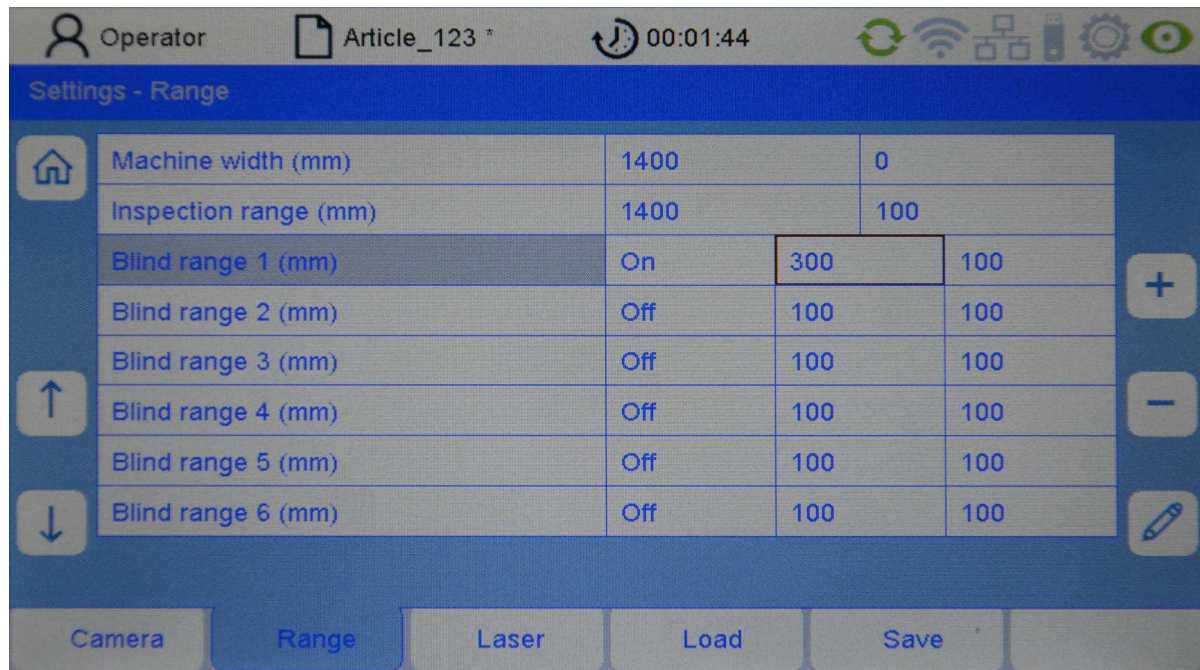 Operator Article_123 * 00:01:44
Settings - Range
Machine width (mm) 1400 0
Inspection range (mm) 1400 100
Blind range 1 (mm) On 300 100
Blind range 2 (mm) Off 100 100
Blind range 3 (mm) Off 100 100
Blind range 4 (mm) Off 100 100
Blind range 5 (mm) Off 100 100
Blind range 6 (mm) Off 100 100
Camera Range Laser Load Save